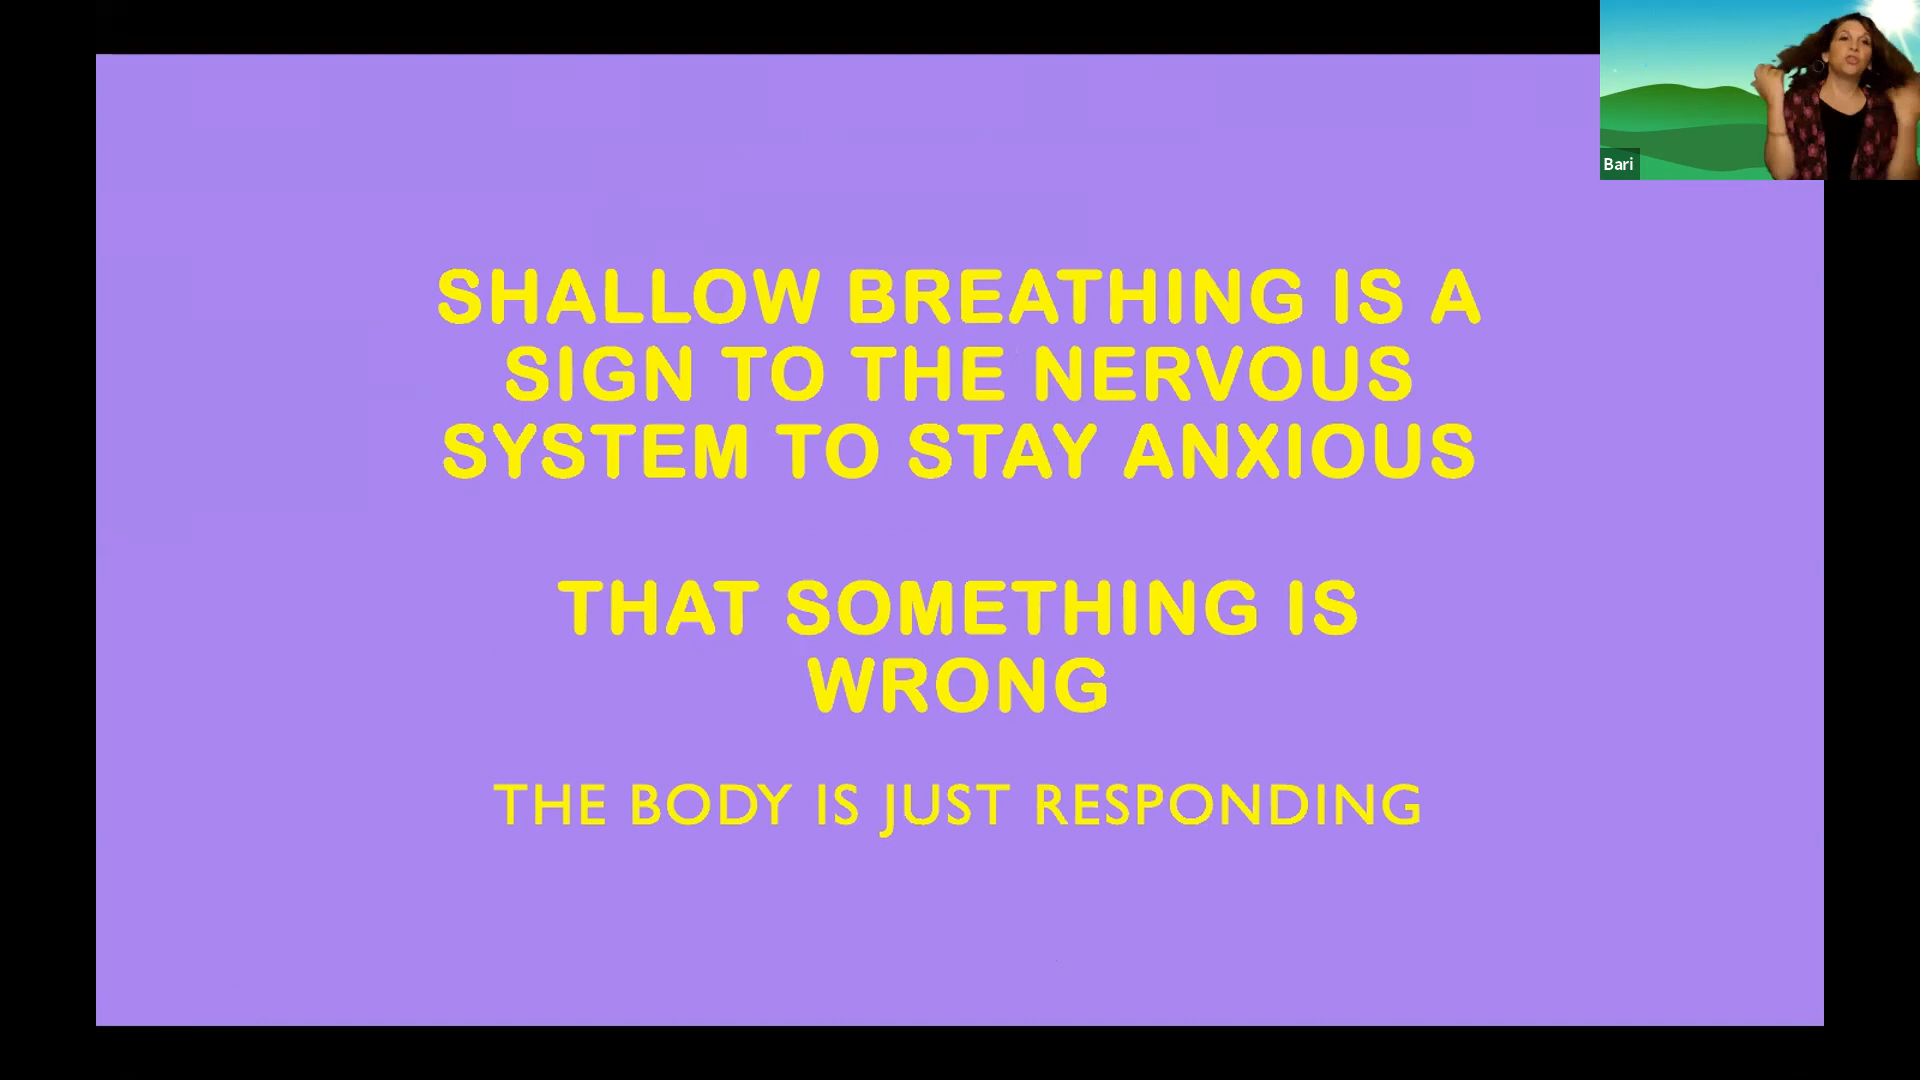 SHALLOW BREATHING IS A
SIGN TO THE NERVOUS
SYSTEM TO STAY ANXIOUS
THAT SOMETHING IS
WRONG
THE BODY IS JUST RESPONDING
Bari